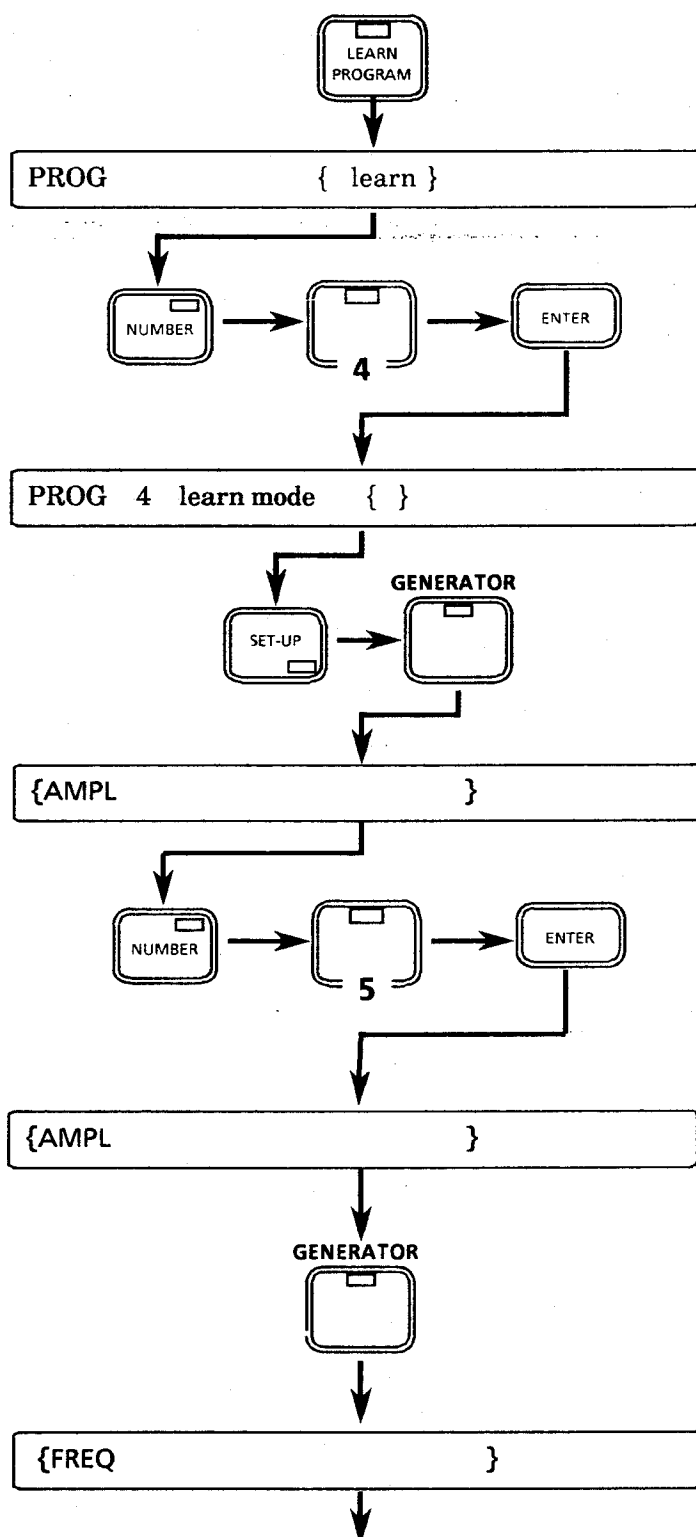 LEARN
PROGRAM
PROG { learn }
NUMBER
4
ENTER
PROG 4 learn mode { }
GENERATOR
SET-UP
{AMPL }
NUMBER
5
ENTER
{AMPL }
GENERATOR
{FREQ }